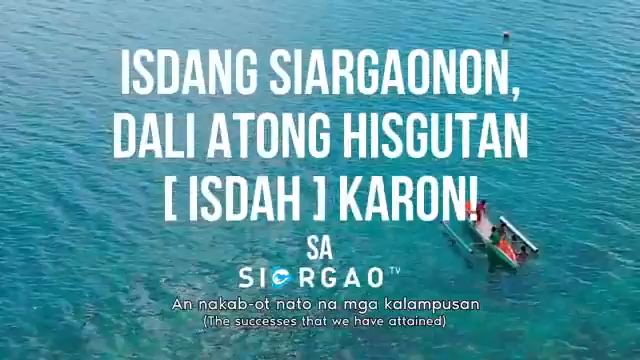 ISDANG SIARGAONON,
DALI ATONG HISGUTAN
[ ISDAH ] KARON!
SA
SIARGAO TV
An nakab-ot nato na mga kalampusan
(The successes that we have attained)